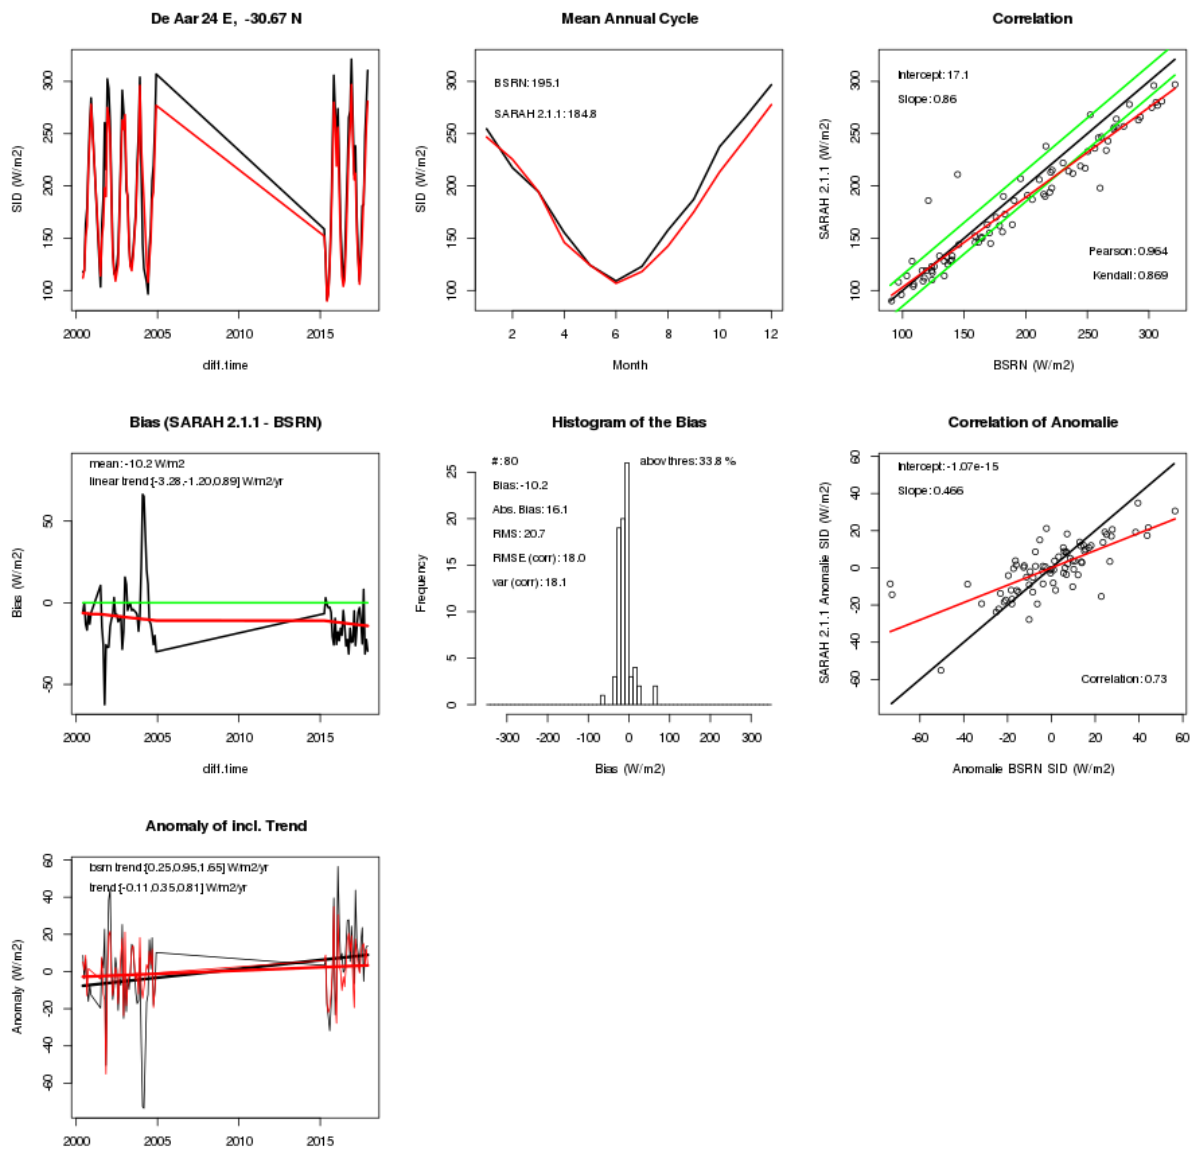 De Aar 24 E, -30.67 N
SID (W/m2)
300
250
200
150
100
2000
2005
2010
2015
diff.time
Mean Annual Cycle
BSRN: 195.1
SARAH 2.1.1: 184.8
SID (W/m2)
300
250
200
150
100
2
4
6
8
10
12
Month
Correlation
Intercept: 17.1
Slope: 0.86
Pearson: 0.964
Kendall: 0.869
SARAH 2.1.1 (W/m2)
300
250
200
150
100
100
150
200
250
300
BSRN (W/m2)
Bias (SARAH 2.1.1 - BSRN)
mean: -10.2 W/m2
linear trend:[-3.28,-1.20,0.89] W/m2/yr
Bias (W/m2)
50
0
-50
2000
2005
2010
2015
diff.time
Histogram of the Bias
#: 80
abovthres: 33.8 %
Bias: -10.2
Abs. Bias: 16.1
RMS: 20.7
RMSE (corr): 18.0
var (corr): 18.1
Frequency
25
20
15
10
5
0
-300
-200
-100
0
100
200
300
Bias (W/m2)
Correlation of Anomalie
Intercept: -1.07e-15
Slope: 0.466
Correlation: 0.73
SARAH 2.1.1 Anomalie SID (W/m2)
60
40
20
0
-20
-40
-60
-60
-40
-20
0
20
40
60
Anomalie BSRN SID (W/m2)
Anomaly of incl. Trend
bsrn trend:[0.25,0.95,1.65] W/m2/yr
trend:[-0.11,0.35,0.81] W/m2/yr
Anomaly (W/m2)
60
40
20
0
-20
-40
-60
2000
2005
2010
2015